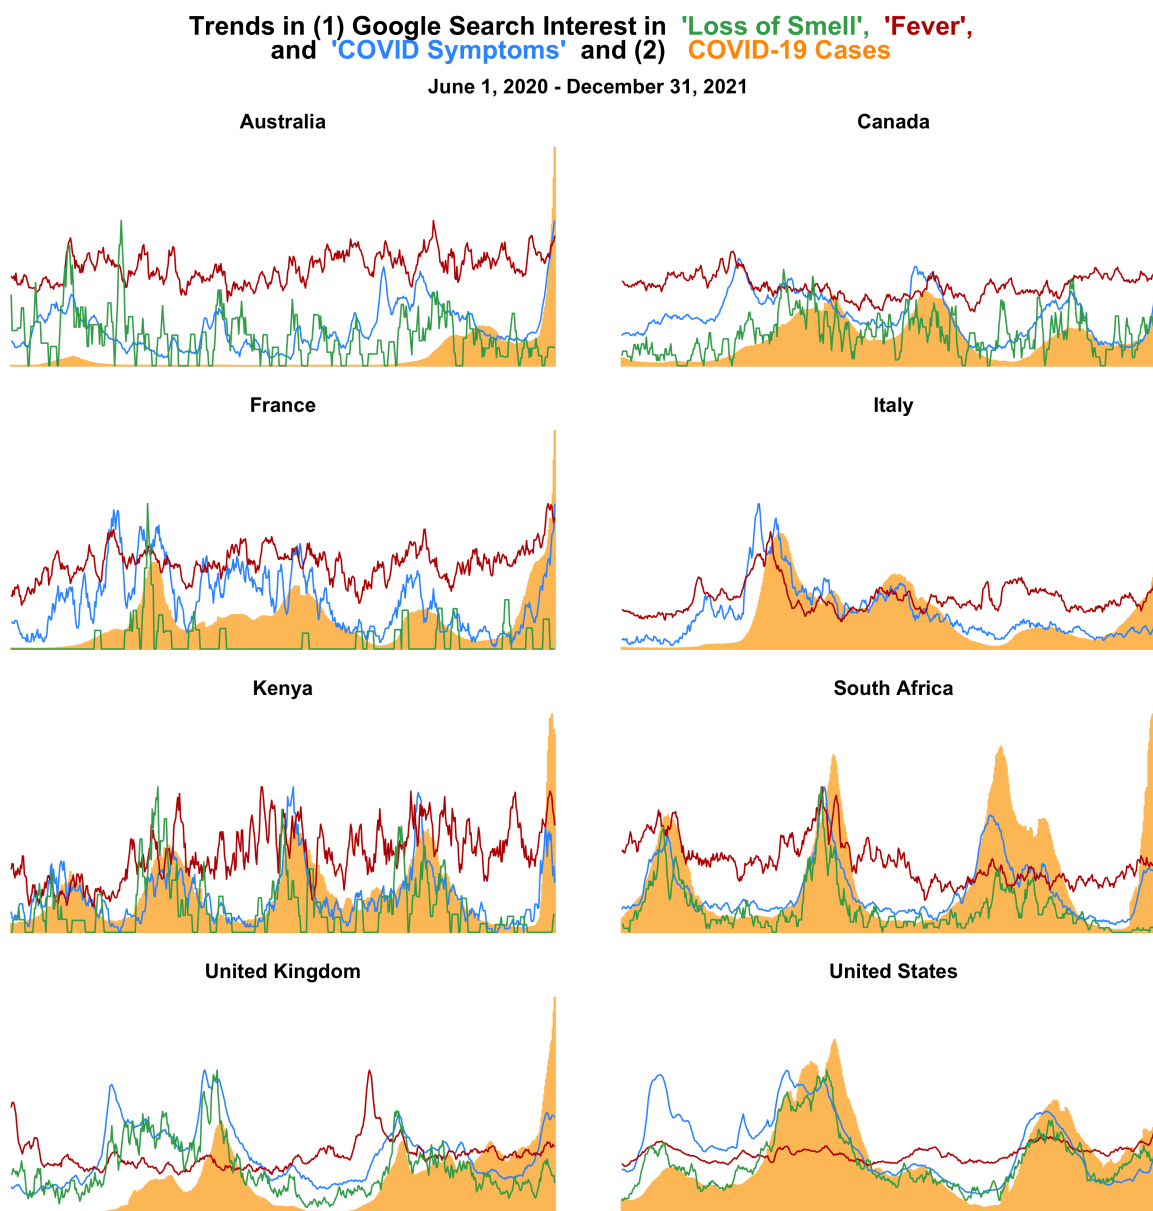 Trends in (1) Google Search Interest in 'Loss of Smell', 'Fever',
and 'COVID Symptoms' and (2) COVID-19 Cases
June 1, 2020 - December 31, 2021
Australia
Canada
France
Italy
Kenya
South Africa
United Kingdom
United States